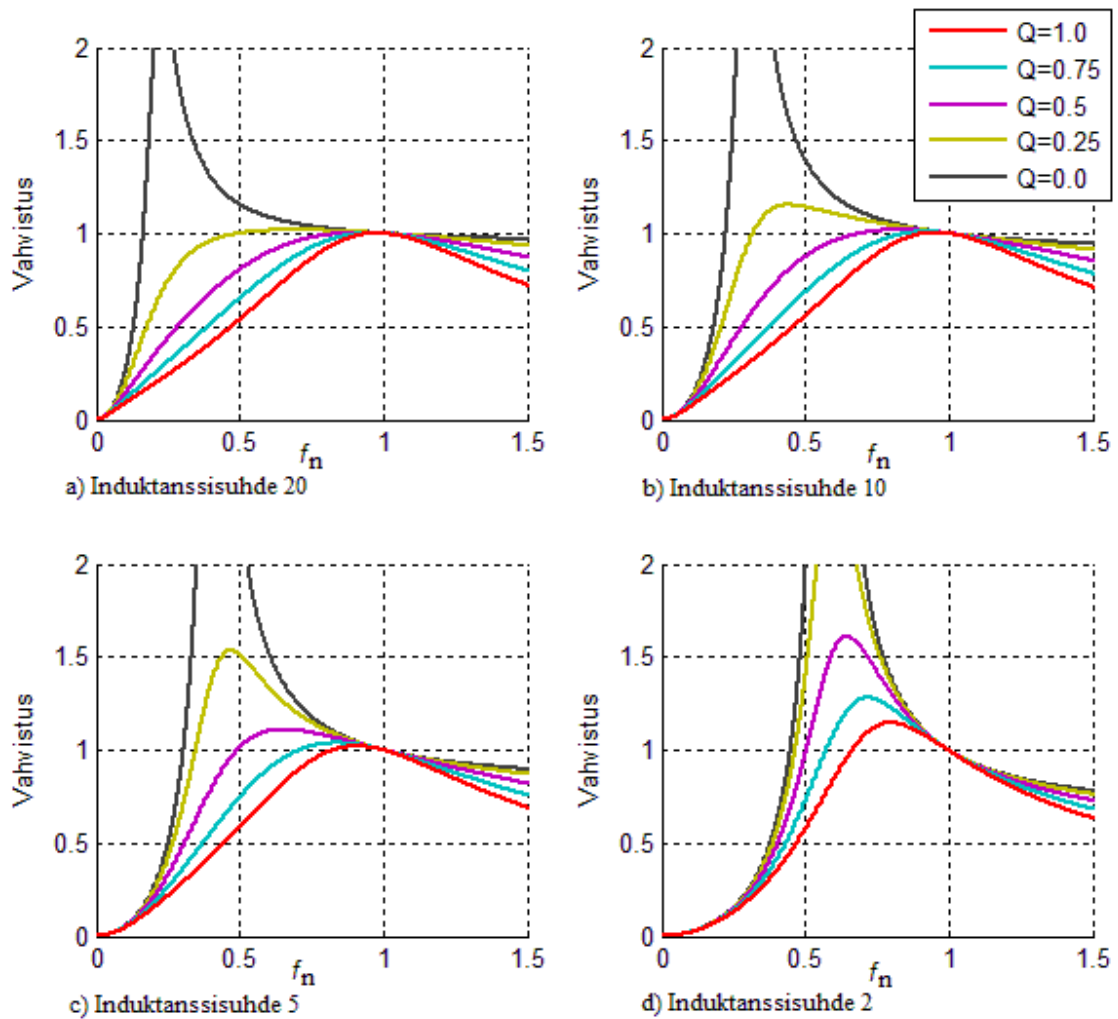 Q=1.0
Q=0.75
Q=0.5
Q=0.25
Q=0.0
2
1.5
1
0.5
0
Vahvistus
0
0.5
1
1.5
fn
a) Induktanssisuhde 20
2
1.5
1
0.5
0
Vahvistus
0
0.5
1
1.5
fn
b) Induktanssisuhde 10
2
1.5
1
0.5
0
Vahvistus
0
0.5
1
1.5
fn
c) Induktanssisuhde 5
2
1.5
1
0.5
0
Vahvistus
0
0.5
1
1.5
fn
d) Induktanssisuhde 2